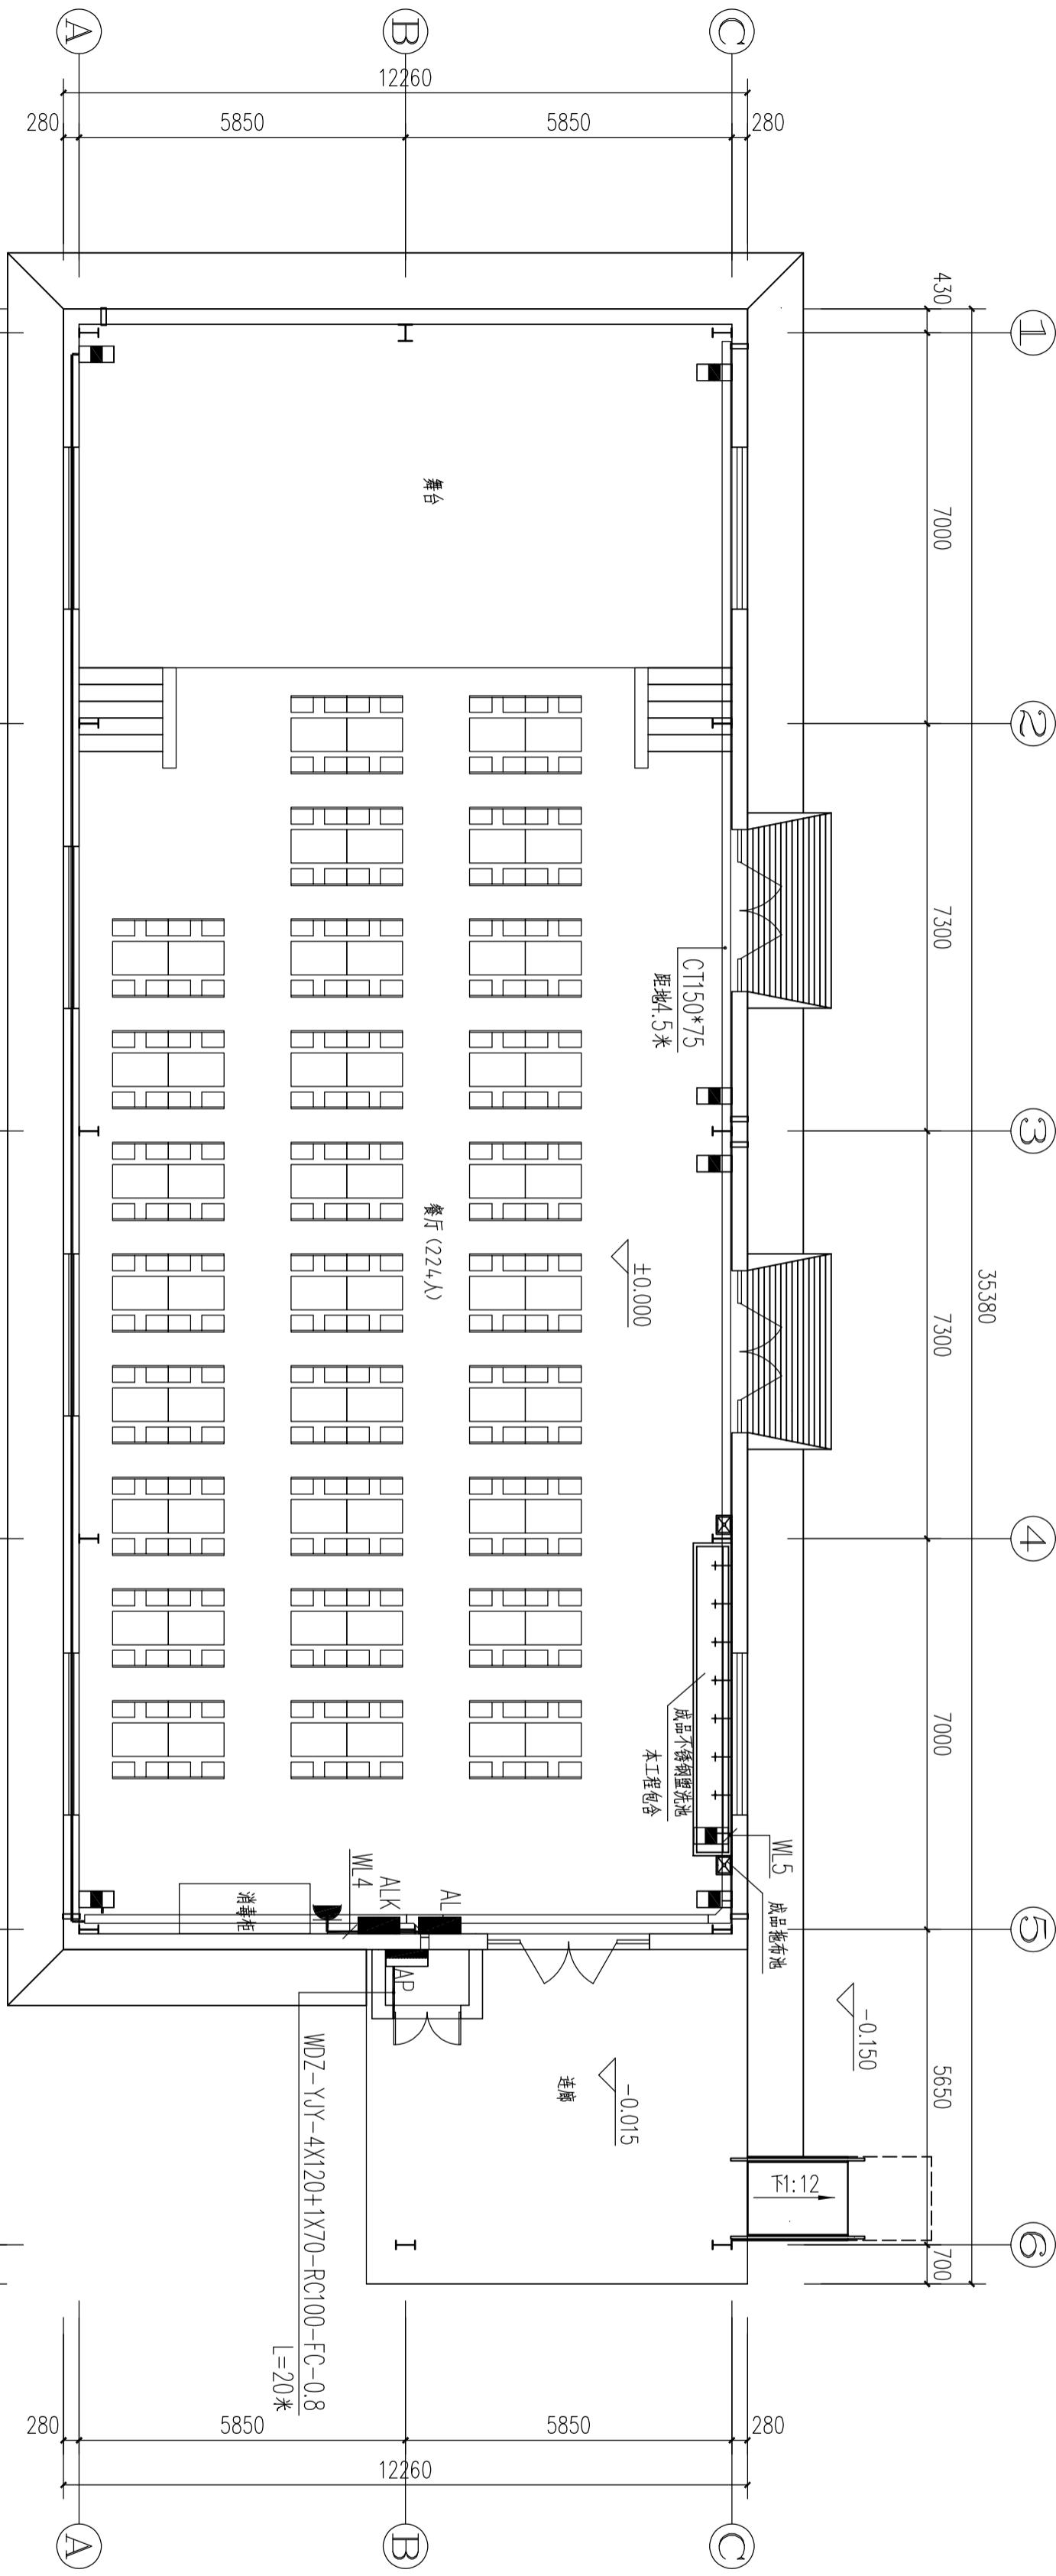 1
2
3
4
5
6
35380
430
7000
7300
7300
7000
5650
700
C
B
A
12260
280
5850
5850
280
C
B
A
12260
280
5850
5850
280
舞台
CT150*75
距地4.5米
餐厅(224人)
±0.000
成品不锈钢盥洗池
本工程包含
WL5
成品拖布池
-0.150
AL
ALK
WL4
消毒柜
AP
连廊
-0.015
下1:12
WDZ-YJY-4X120+1X70-RC100-FC-0.8
L=20米